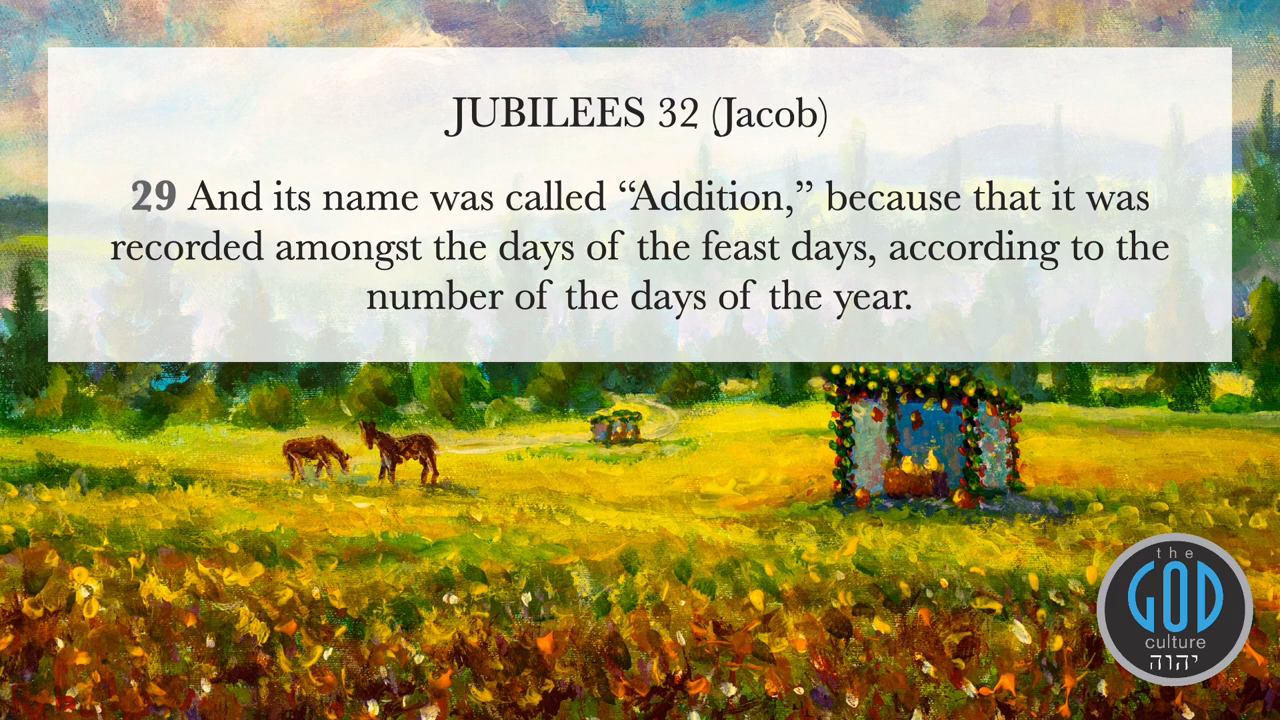 JUBILEES 32 (Jacob)
29 And its name was called “Addition,” because that it was
recorded amongst the days of the feast days, according to the
number of the days of the year.
the
GOD
culture
יהוה